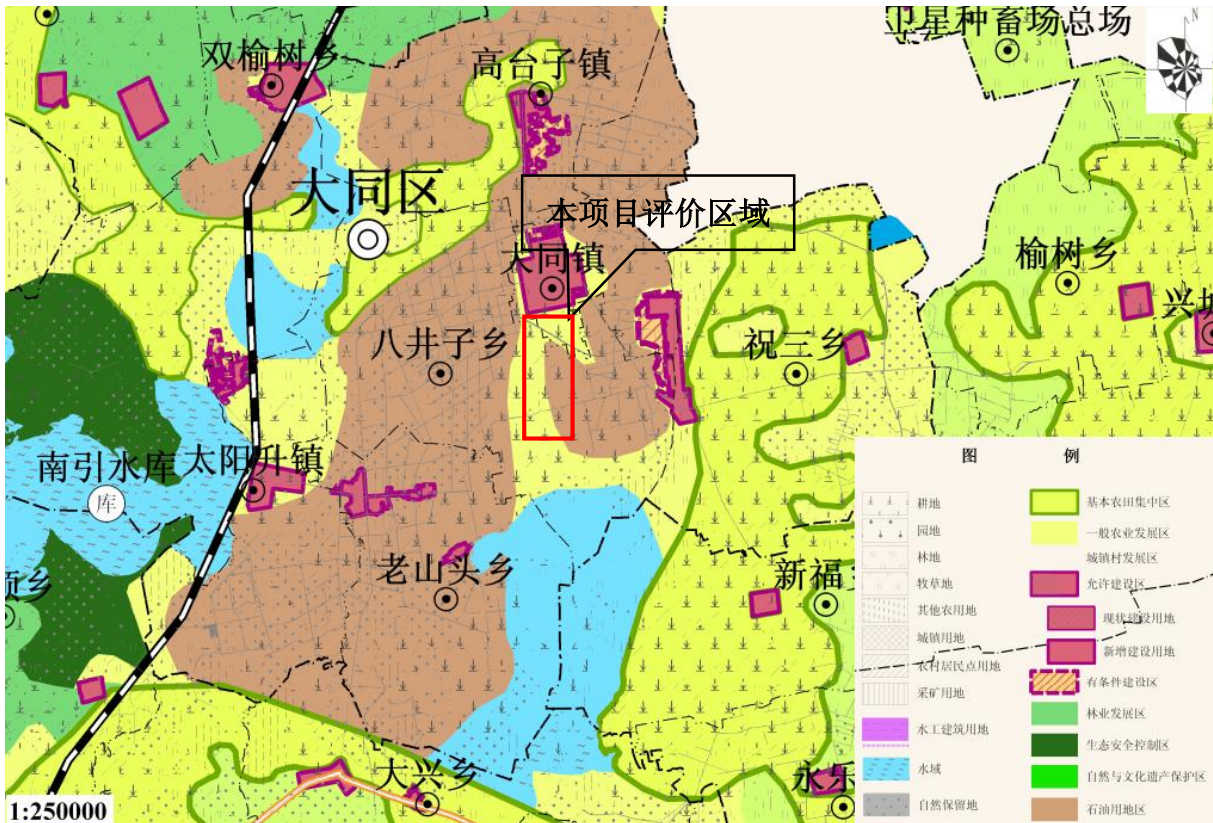 双榆树乡
高台子镇
卫星种畜场总场
N
大同区
本项目评价区域
大同镇
榆树乡
八井子乡
祝三乡
南引水库
太阳升镇
库
老山头乡
新福
大兴乡
1:250000
图 例
耕地
园地
林地
牧草地
其他农用地
城镇用地
农村居民点用地
采矿用地
水工建筑用地
水域
自然保留地
基本农田集中区
一般农业发展区
城镇村发展区
允许建设区
现状建设用地
新增建设用地
有条件建设区
林业发展区
生态安全控制区
自然与文化遗产保护区
石油用地区